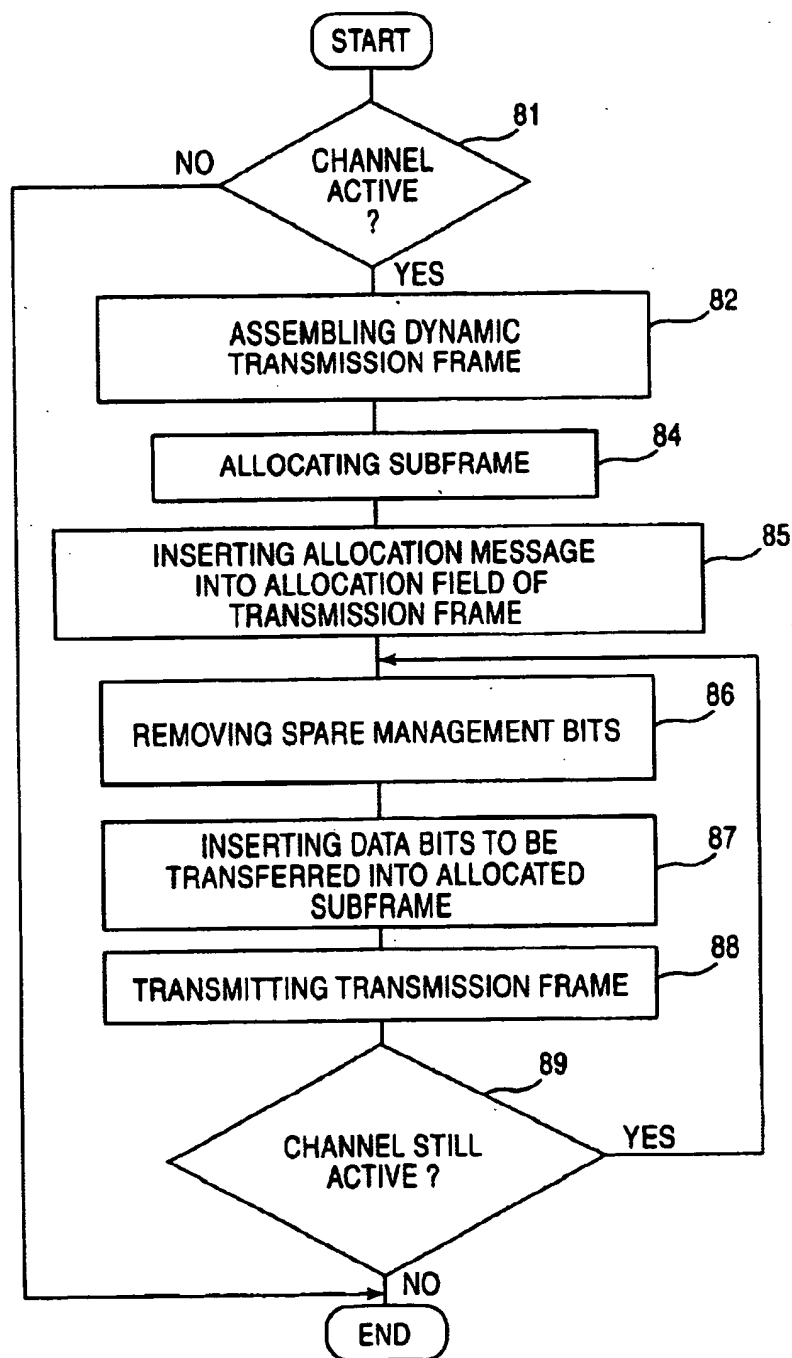 START
81
NO
CHANNEL
ACTIVE
?
YES
82
ASSEMBLING DYNAMIC
TRANSMISSION FRAME
84
ALLOCATING SUBFRAME
85
INSERTING ALLOCATION MESSAGE
INTO ALLOCATION FIELD OF
TRANSMISSION FRAME
86
REMOVING SPARE MANAGEMENT BITS
87
INSERTING DATA BITS TO BE
TRANSFERRED INTO ALLOCATED
SUBFRAME
88
TRANSMITTING TRANSMISSION FRAME
89
CHANNEL STILL
ACTIVE ?
YES
NO
END